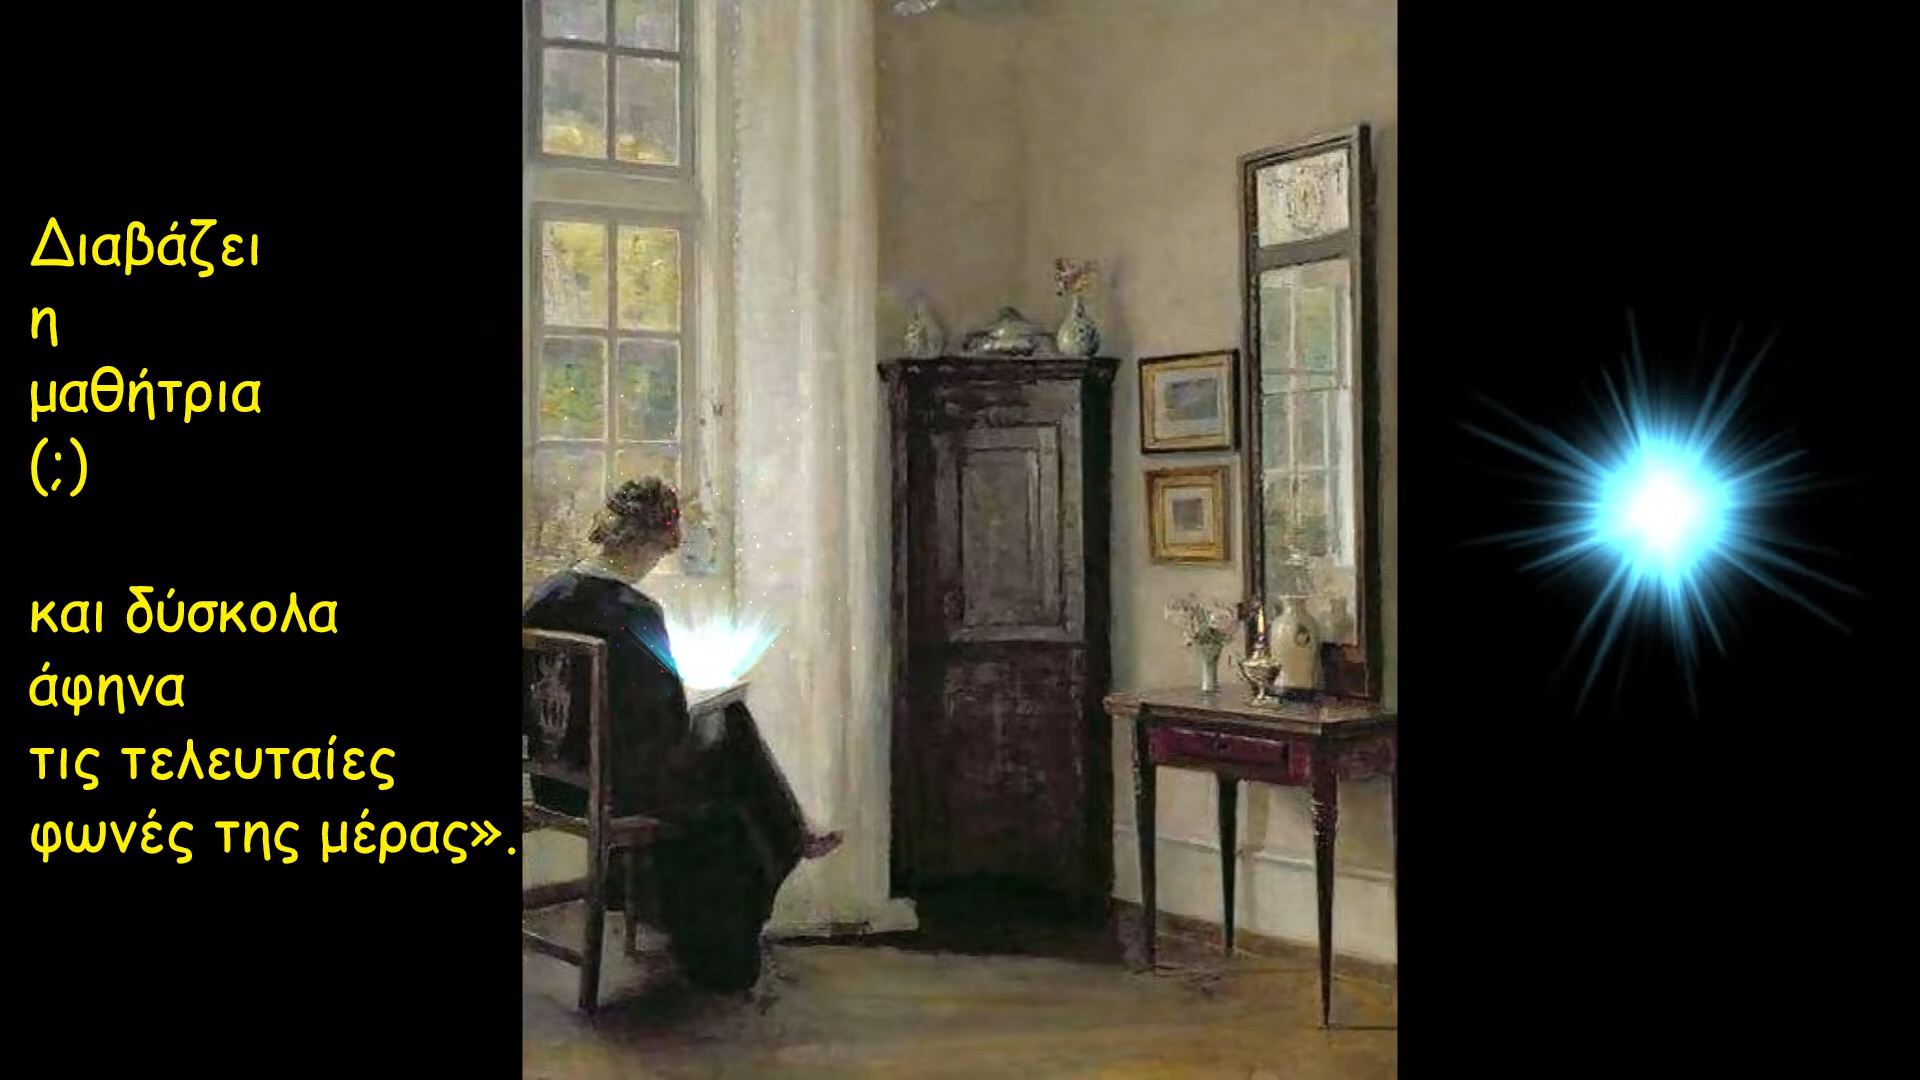 Διαβάζει
η
μαθήτρια
(;)
και δύσκολα
άφηνα
τις τελευταίες
φωνές της μέρας».